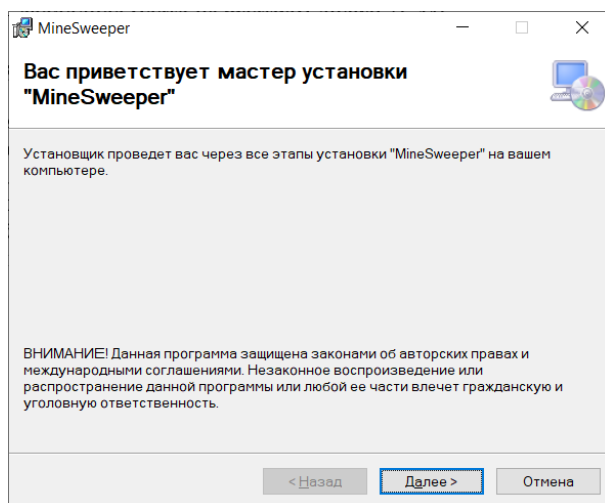 MineSweeper
Вас приветствует мастер установки
"MineSweeper"
Установщик проведет вас через все этапы установки "MineSweeper" на вашем
компьютере.
ВНИМАНИЕ! Данная программа защищена законами об авторских правах и
международными соглашениями. Незаконное воспроизведение или
распространение данной программы или любой ее части влечет гражданскую и
уголовную ответственность.
< Назад Далее > Отмена